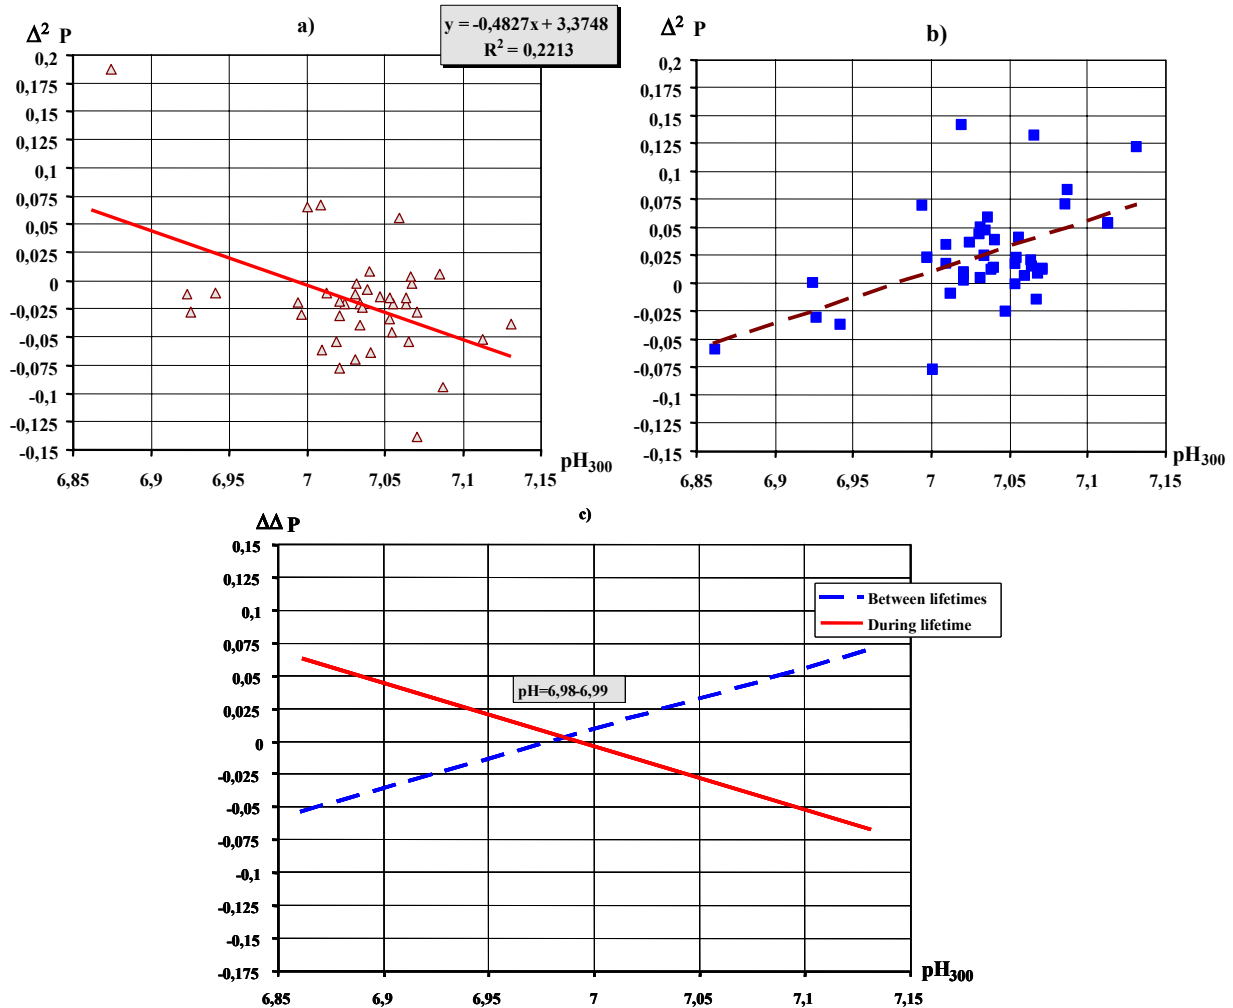 a)
y = -0,4827x + 3,3748
R² = 0,2213
Δ² P
0,2
0,175
0,15
0,125
0,1
0,075
0,05
0,025
0
-0,025
-0,05
-0,075
-0,1
-0,125
-0,15
6,85 6,9 6,95 7 7,05 7,1 7,15
pH300
b)
Δ² P
0,2
0,175
0,15
0,125
0,1
0,075
0,05
0,025
0
-0,025
-0,05
-0,075
-0,1
-0,125
-0,15
6,85 6,9 6,95 7 7,05 7,1 7,15
pH300
c)
ΔΔ P
0,15
0,125
0,1
0,075
0,05
0,025
0
-0,025
-0,05
-0,075
-0,1
-0,125
-0,15
-0,175
Between lifetimes
During lifetime
pH=6,98-6,99
6,85 6,9 6,95 7 7,05 7,1 7,15
pH300